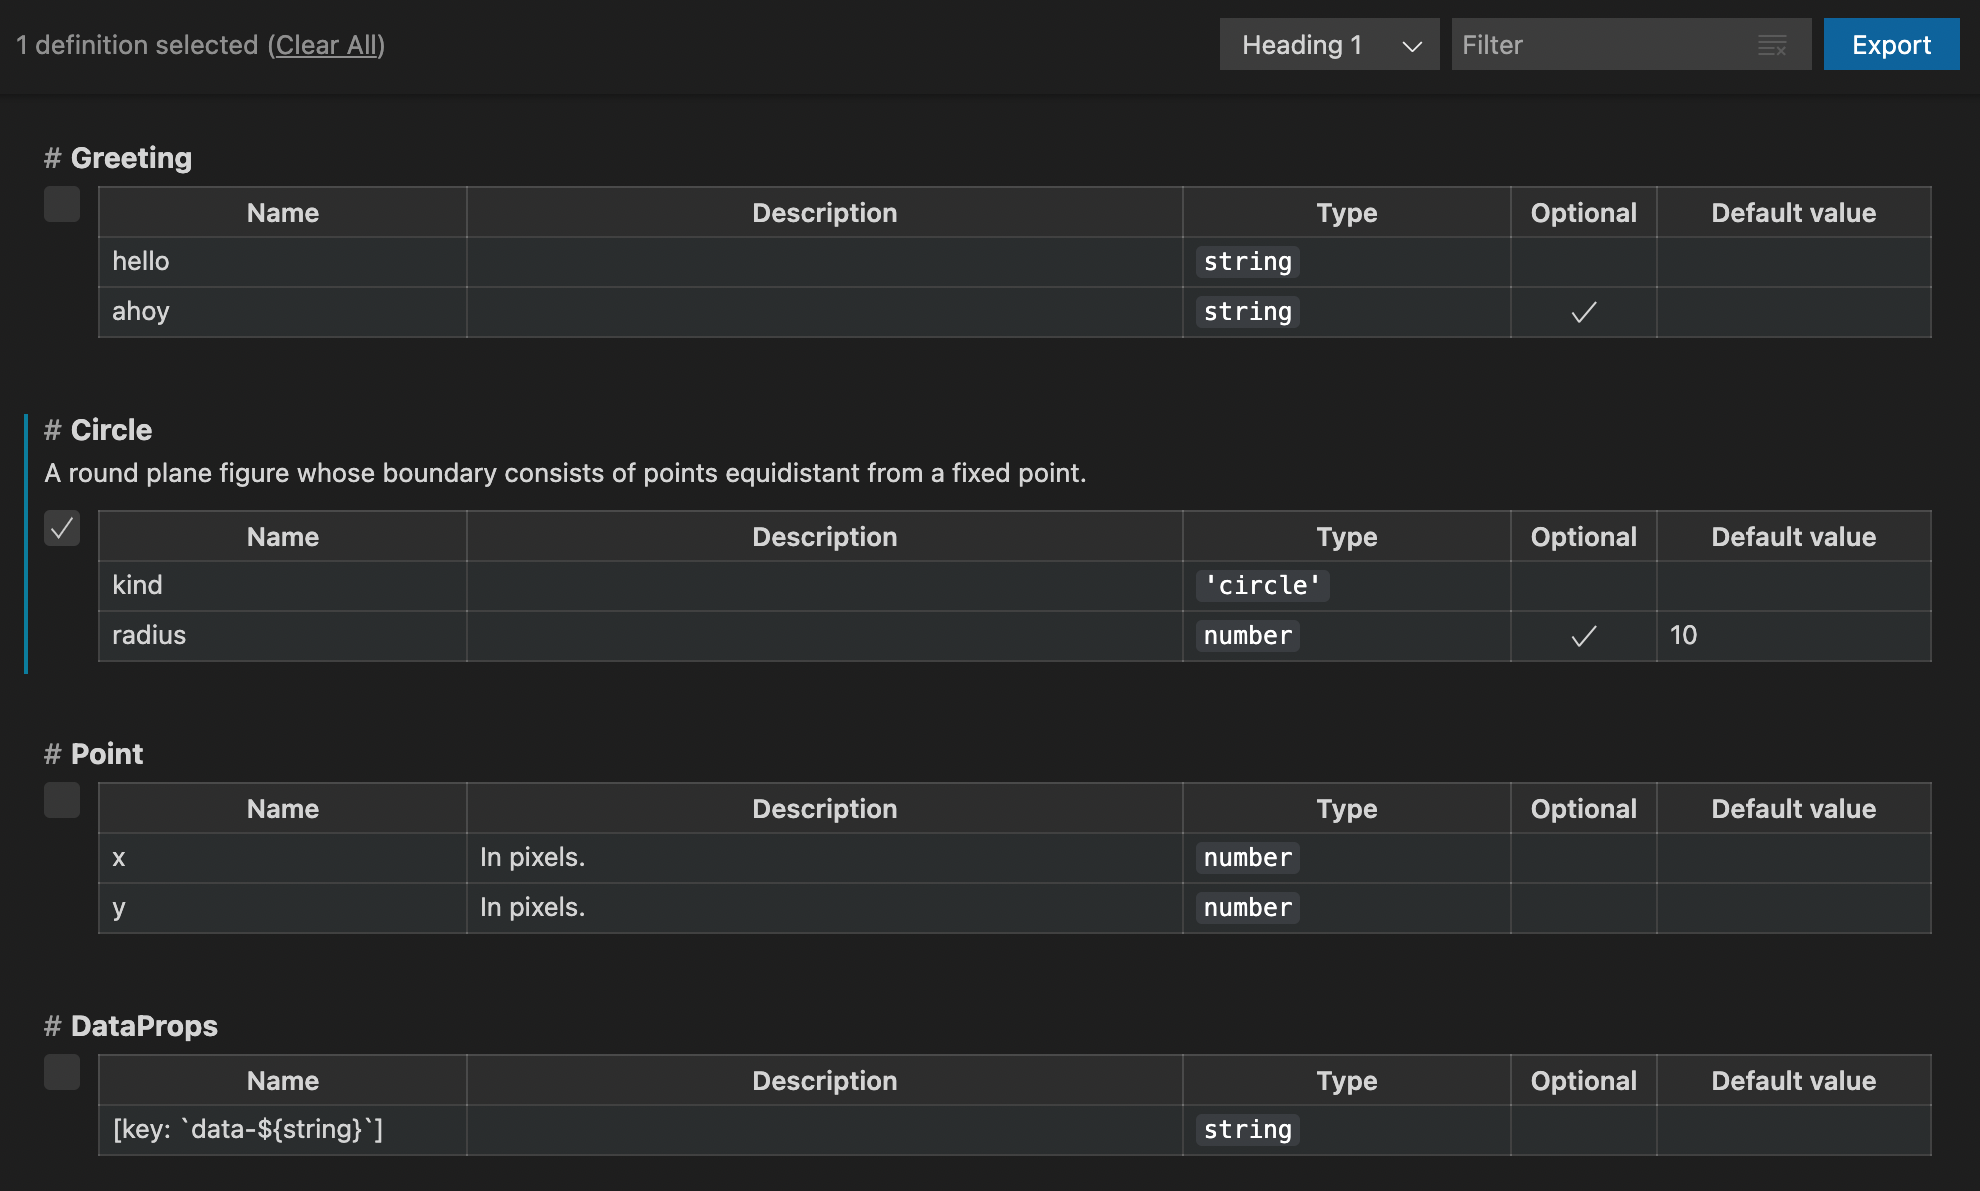 1 definition selected (Clear All)
Heading 1
Filter
Export
# Greeting
Name Description Type Optional Default value
hello string
ahoy string ✓
# Circle
A round plane figure whose boundary consists of points equidistant from a fixed point.
Name Description Type Optional Default value
kind 'circle'
radius number ✓ 10
# Point
Name Description Type Optional Default value
x In pixels. number
y In pixels. number
# DataProps
Name Description Type Optional Default value
[key: `data-${string}`] string